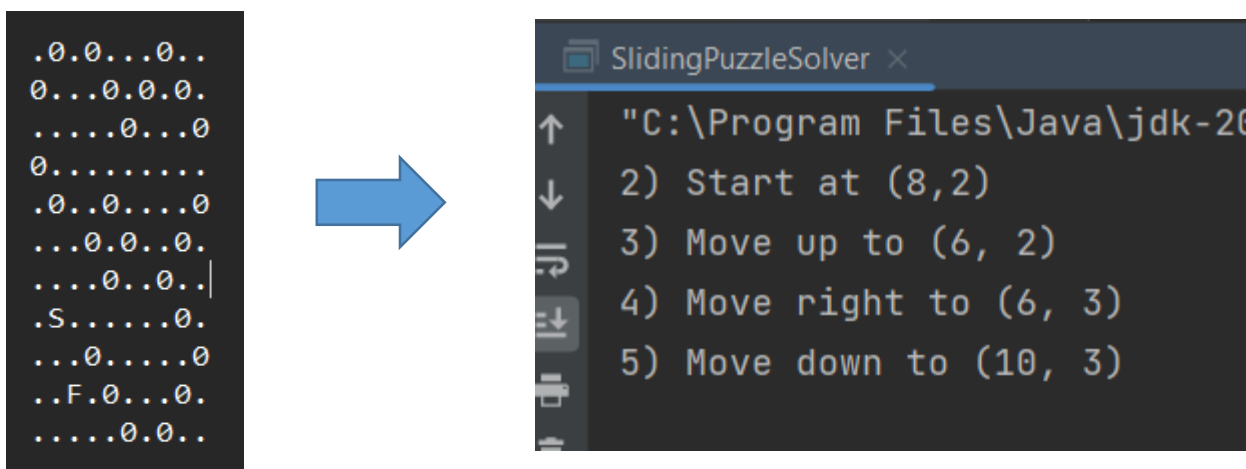 .0.0...0..
0...0.0.0.
.....0...0
0.........
.0..0....0
...0.0..0.
....0..0..
.S......0.
...0.....0
..F.0...0.
.....0.0..
SlidingPuzzleSolver
"C:\Program Files\Java\jdk-20
2) Start at (8,2)
3) Move up to (6, 2)
4) Move right to (6, 3)
5) Move down to (10, 3)